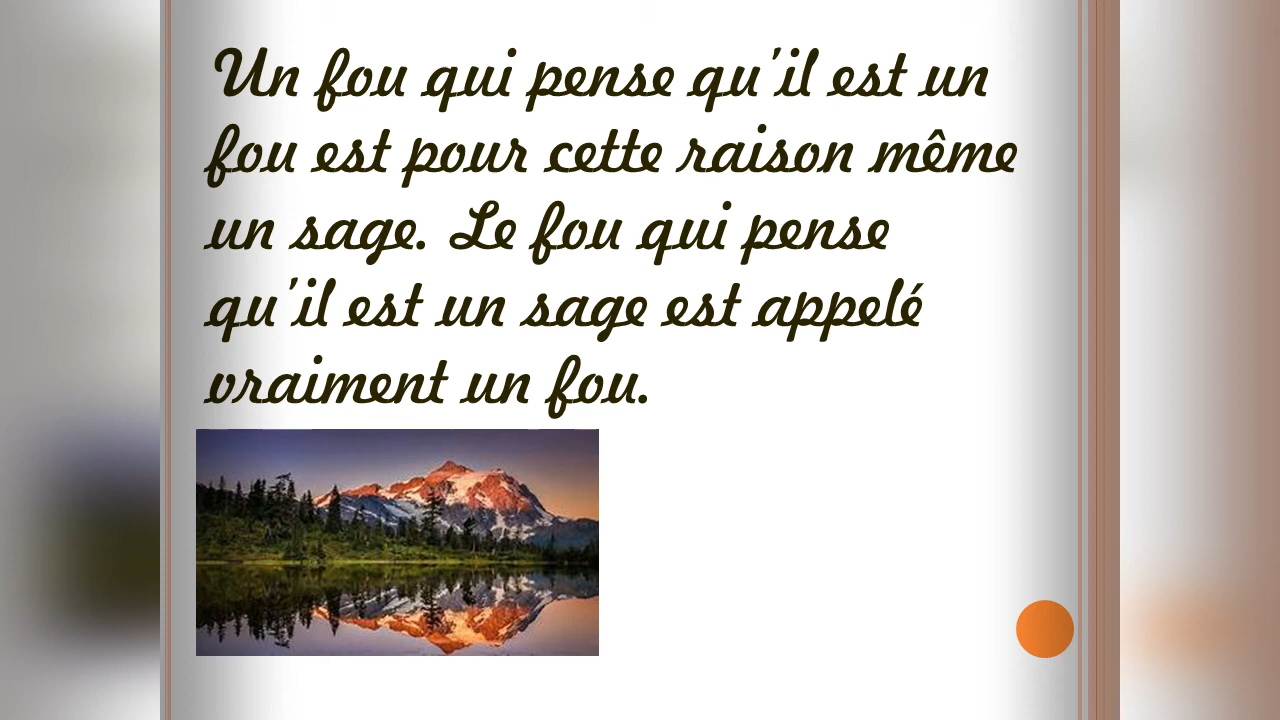 Un fou qui pense qu'il est un
fou est pour cette raison même
un sage. Le fou qui pense
qu'il est un sage est appelé
vraiment un fou.